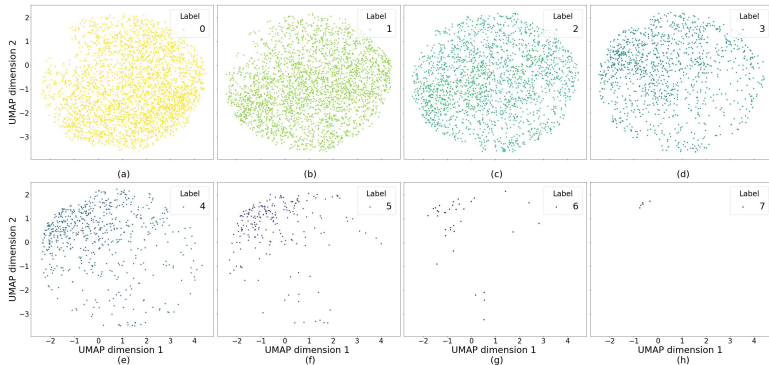 Label
0
Label
1
Label
2
Label
3
UMAP dimension 2
2
1
0
−1
−2
−3
(a)
(b)
(c)
(d)
Label
4
Label
5
Label
6
Label
7
UMAP dimension 2
2
1
0
−1
−2
−3
−2 −1 0 1 2 3 4
−2 −1 0 1 2 3 4
−2 −1 0 1 2 3 4
−2 −1 0 1 2 3 4
UMAP dimension 1
UMAP dimension 1
UMAP dimension 1
UMAP dimension 1
(e)
(f)
(g)
(h)